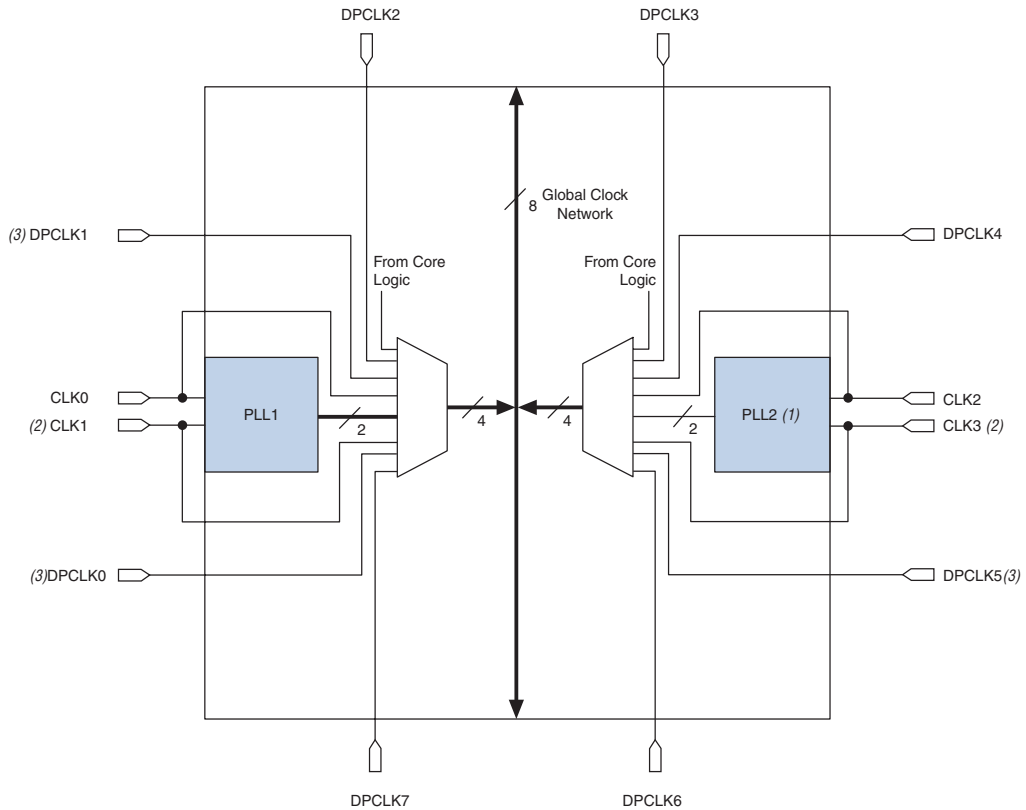 DPCLK2
DPCLK3
8
Global Clock
Network
(3) DPCLK1
DPCLK4
From Core
Logic
From Core
Logic
CLK0
(2) CLK1
PLL1
2
4
4
2
PLL2 (1)
CLK2
CLK3 (2)
(3)DPCLK0
DPCLK5(3)
DPCLK7
DPCLK6